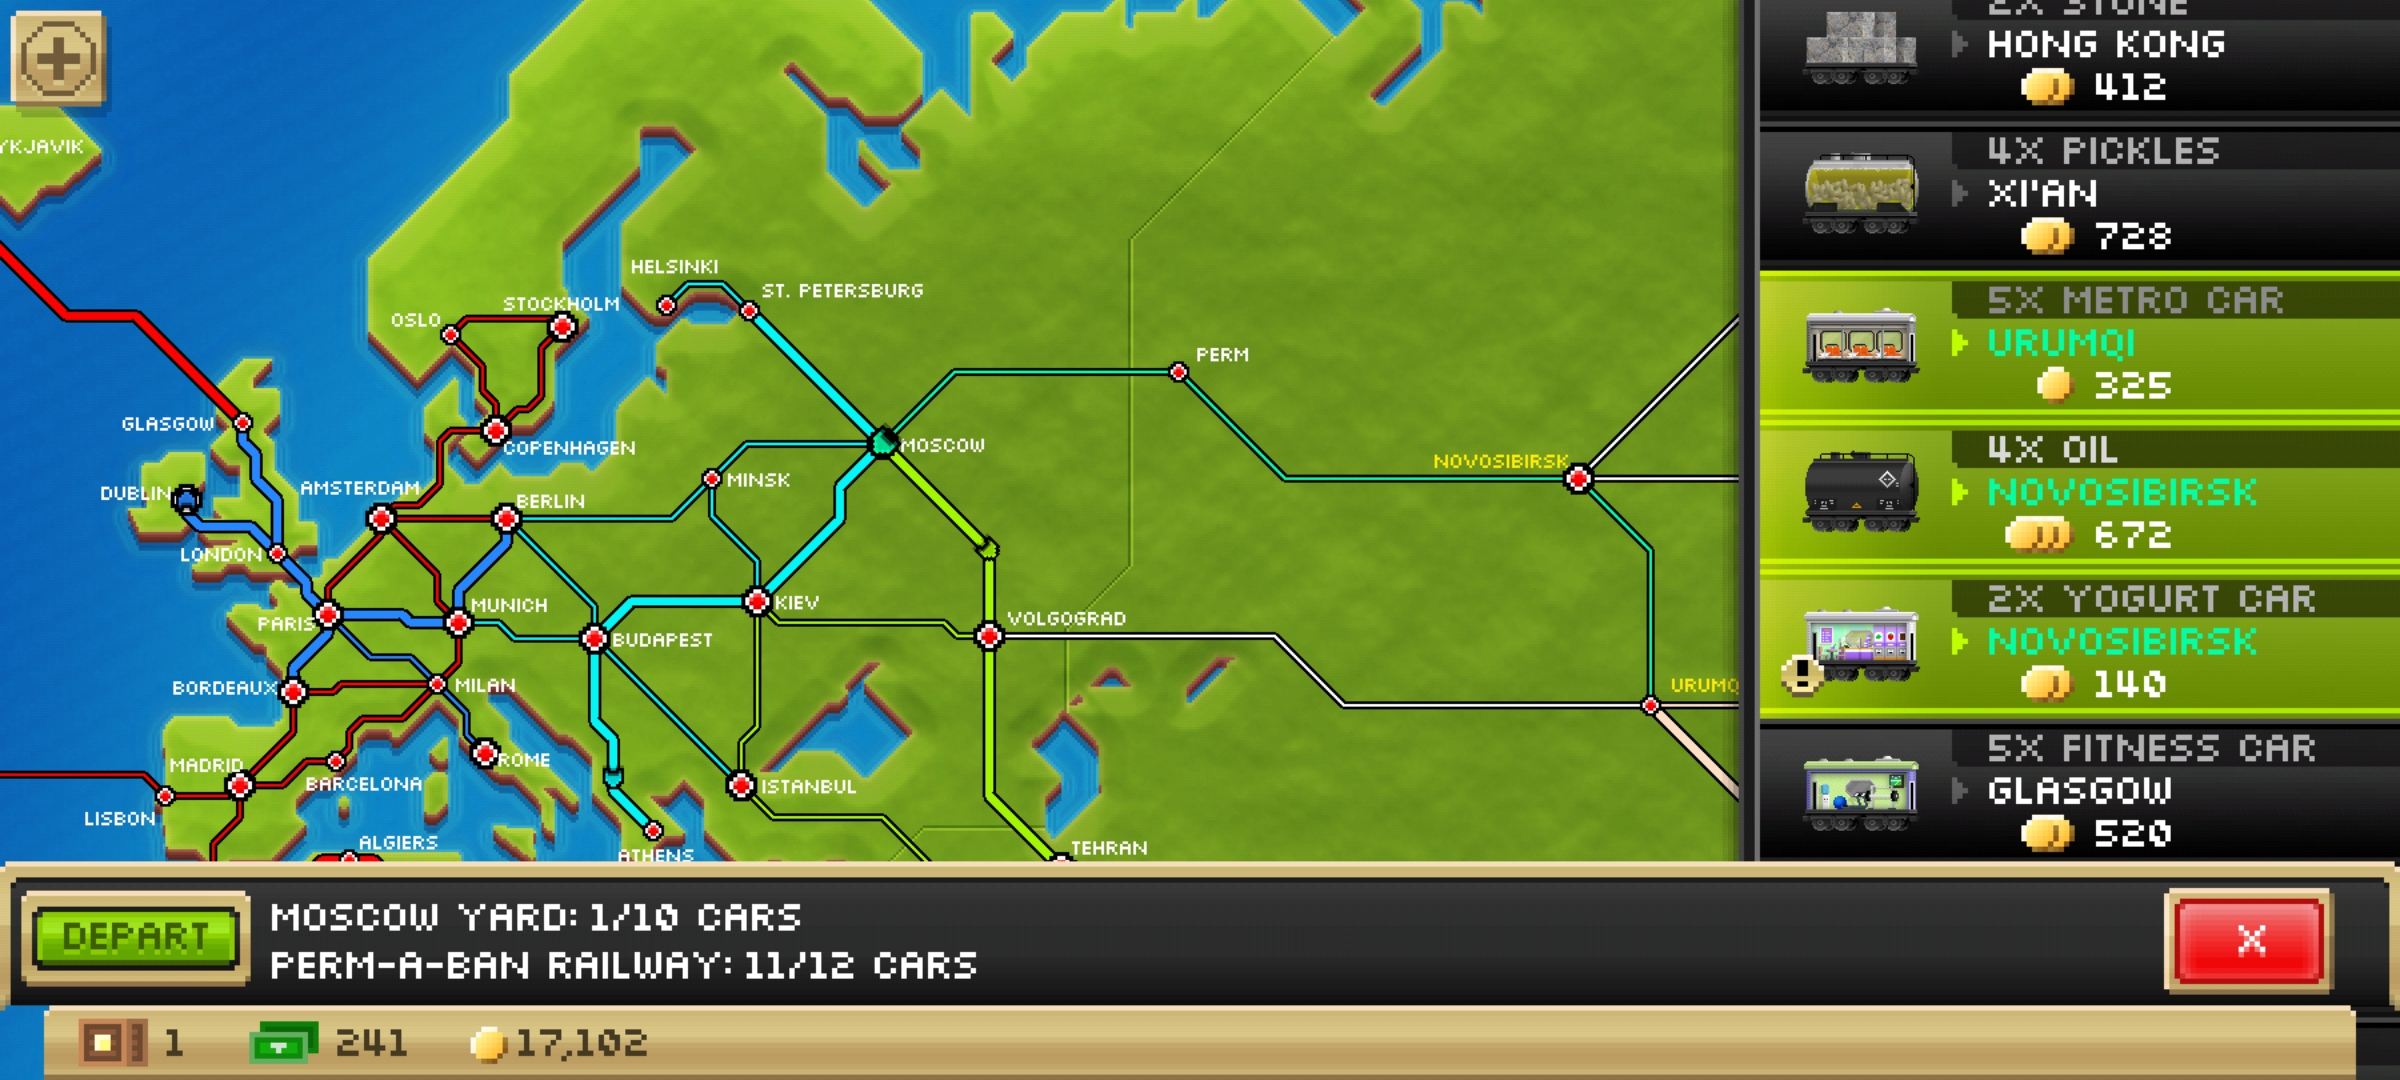 2X STONE
HONG KONG
412
4X PICKLES
XI'AN
728
5X METRO CAR
URUMQI
325
4X OIL
NOVOSIBIRSK
672
2X YOGURT CAR
NOVOSIBIRSK
140
5X FITNESS CAR
GLASGOW
520
YKJAVIK
HELSINKI
ST. PETERSBURG
STOCKHOLM
OSLO
PERM
GLASGOW
COPENHAGEN
MOSCOW
NOVOSIBIRSK
MINSK
DUBLIN
AMSTERDAM
BERLIN
LONDON
MUNICH
KIEV
PARIS
BUDAPEST
VOLGOGRAD
BORDEAUX
MILAN
URUMQ
ROME
MADRID
BARCELONA
ISTANBUL
LISBON
ALGIERS
ATHENS
TEHRAN
DEPART
MOSCOW YARD: 1/10 CARS
PERM-A-BAN RAILWAY: 11/12 CARS
X
1
241
17,102